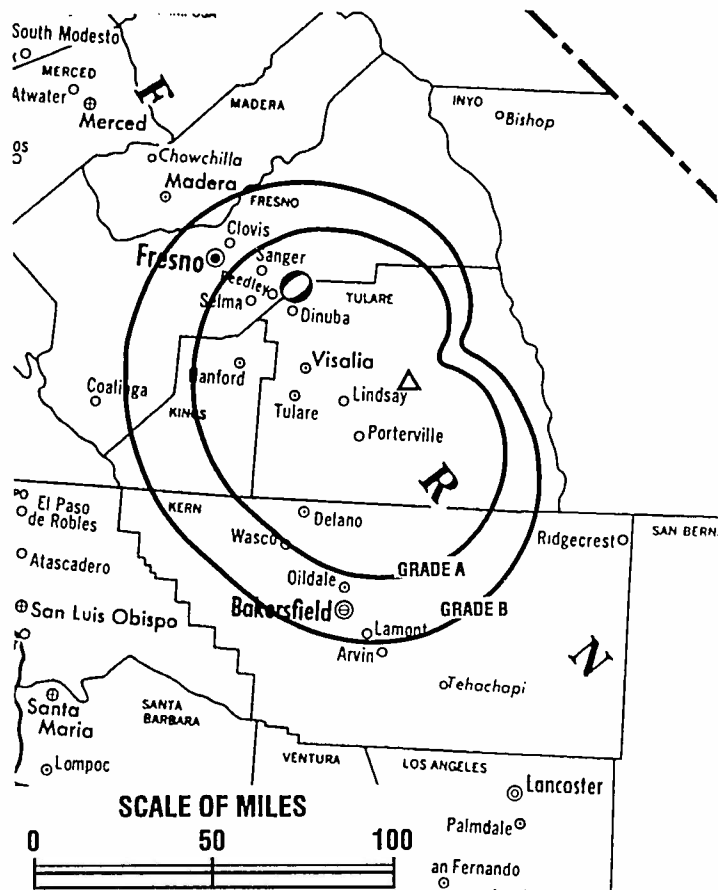 South Modesto
MERCED
Atwater
Merced
F
MADERA
INYO
Bishop
os
Chowchilla
Madera
FRESNO
Clovis
Fresno
Sanger
Reedley
TULARE
Selma
Dinuba
Visalia
Hanford
Coalinga
Lindsay
Tulare
KINGS
Porterville
R
El Paso
de Robles
KERN
Delano
Wasco
Ridgecrest
SAN BERN
Atascadero
GRADE A
Oildale
San Luis Obispo
Bakersfield
GRADE B
Lamont
Arvin
N
Tehachapi
Santa
Maria
SANTA
BARBARA
VENTURA
LOS ANGELES
Lompoc
Lancaster
SCALE OF MILES
Palmdale
0 50 100
an Fernando